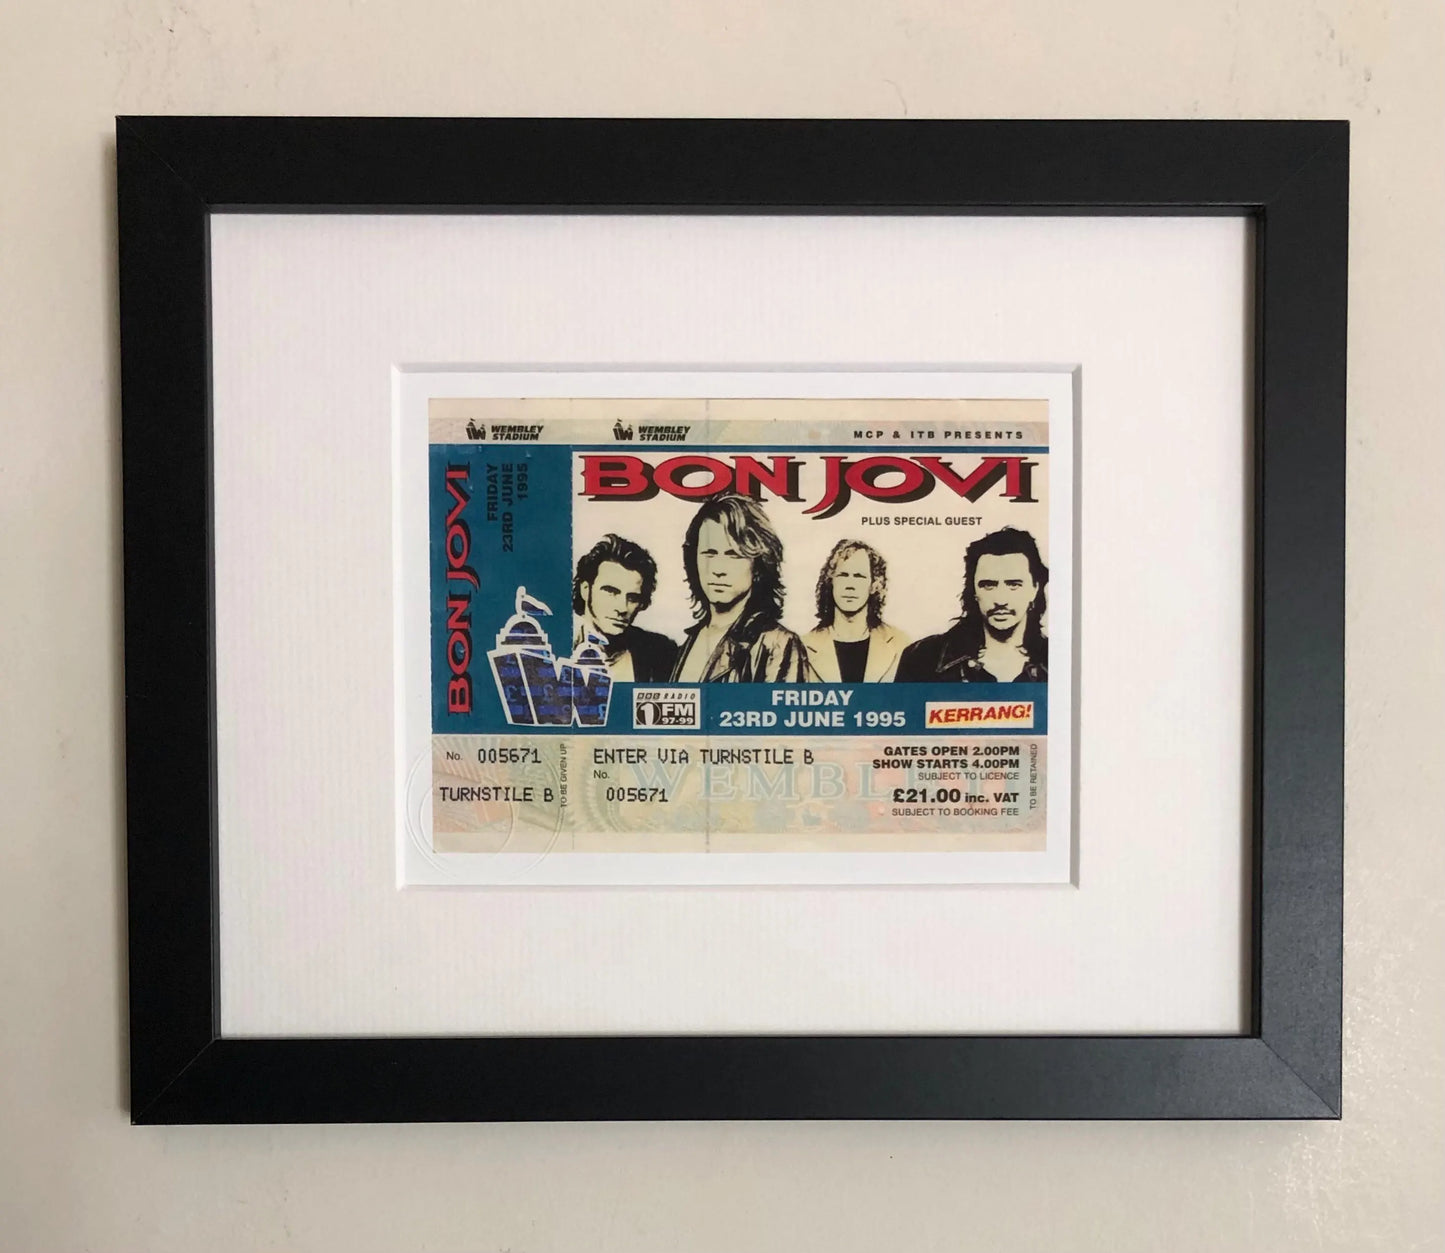 WEMBLEY
STADIUM
WEMBLEY
STADIUM
MCP & ITB PRESENTS
BON JOVI
FRIDAY
23RD JUNE
1995
BON JOVI
PLUS SPECIAL GUEST
BBC RADIO
1 FM
97-99
FRIDAY
23RD JUNE 1995
KERRANG!
No. 005671
TURNSTILE B
TO BE GIVEN UP
ENTER VIA TURNSTILE B
No.
005671
WEMBLEY
GATES OPEN 2.00PM
SHOW STARTS 4.00PM
SUBJECT TO LICENCE
£21.00 inc. VAT
SUBJECT TO BOOKING FEE
TO BE RETAINED